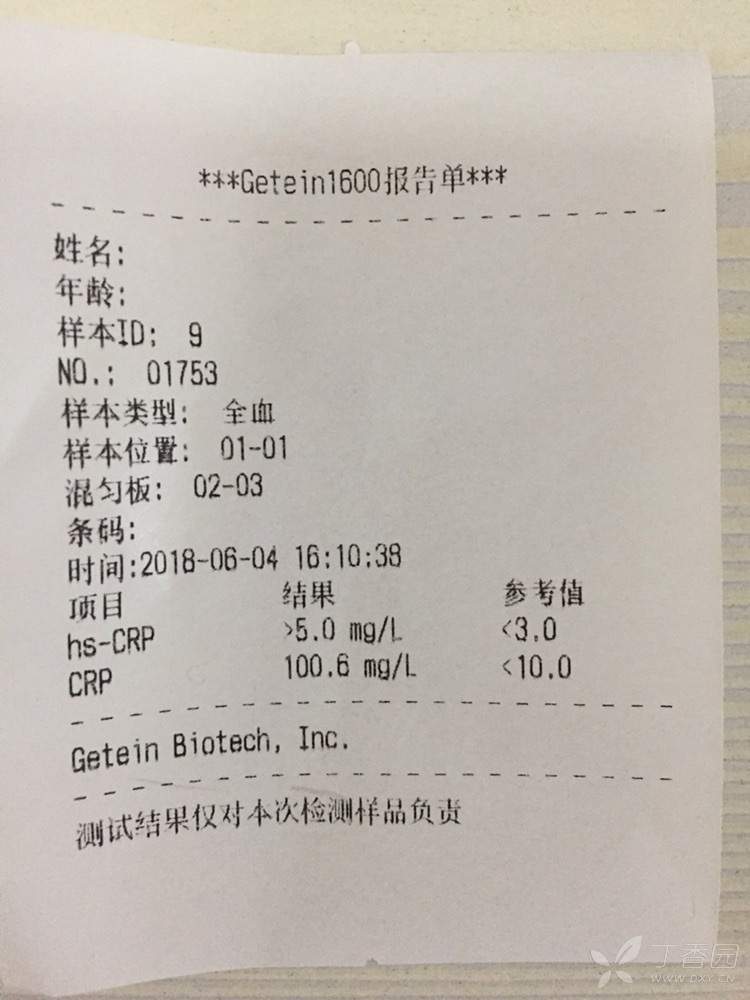 ***Getein1600报告单***
姓名:
年龄:
样本ID: 9
NO.: 01753
样本类型: 全血
样本位置: 01-01
混匀板: 02-03
条码:
时间:2018-06-04 16:10:38
项目 结果 参考值
hs-CRP >5.0 mg/L <3.0
CRP 100.6 mg/L <10.0
Getein Biotech, Inc.
测试结果仅对本次检测样品负责
丁香园
WWW.DXY.CN